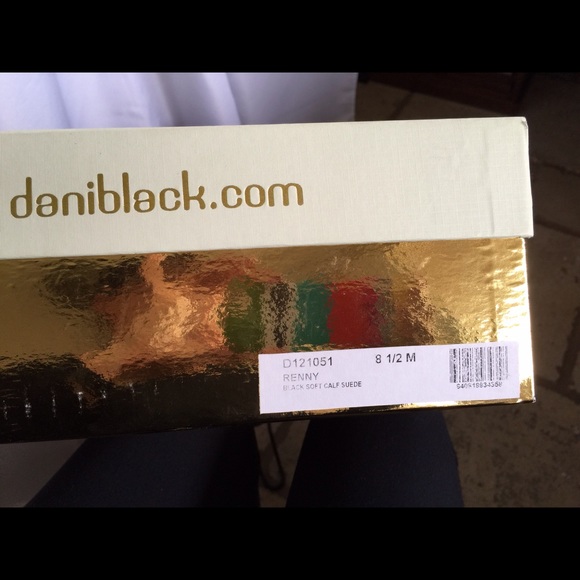 daniblack.com
D121051 8 1/2 M
RENNY
BLACK SOFT CALF SUEDE